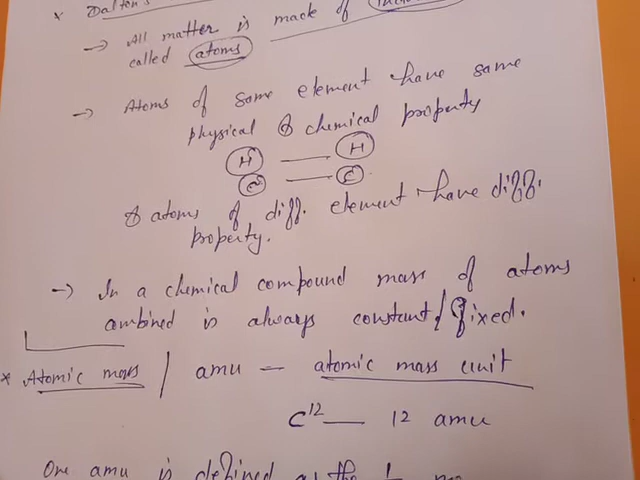 * Dalton's
→ All matter is made of
called atoms
→ Atoms of same element have same
physical & chemical property
H — H
C — C
& atoms of diff. element have diff.
property.
→ In a chemical compound mass of atoms
ombined is always constant / fixed.
* Atomic mass / amu — atomic mass unit
C¹² — 12 amu
One amu is defined as the 1